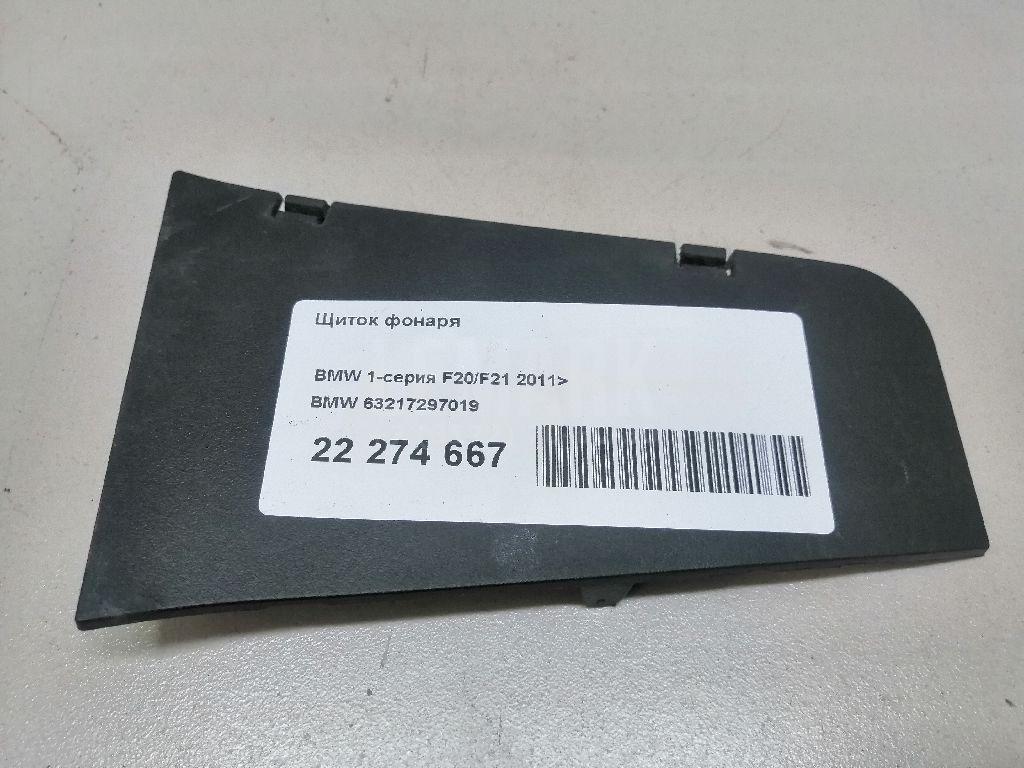 Щиток фонаря
BMW 1-серия F20/F21 2011>
BMW 63217297019
22 274 667